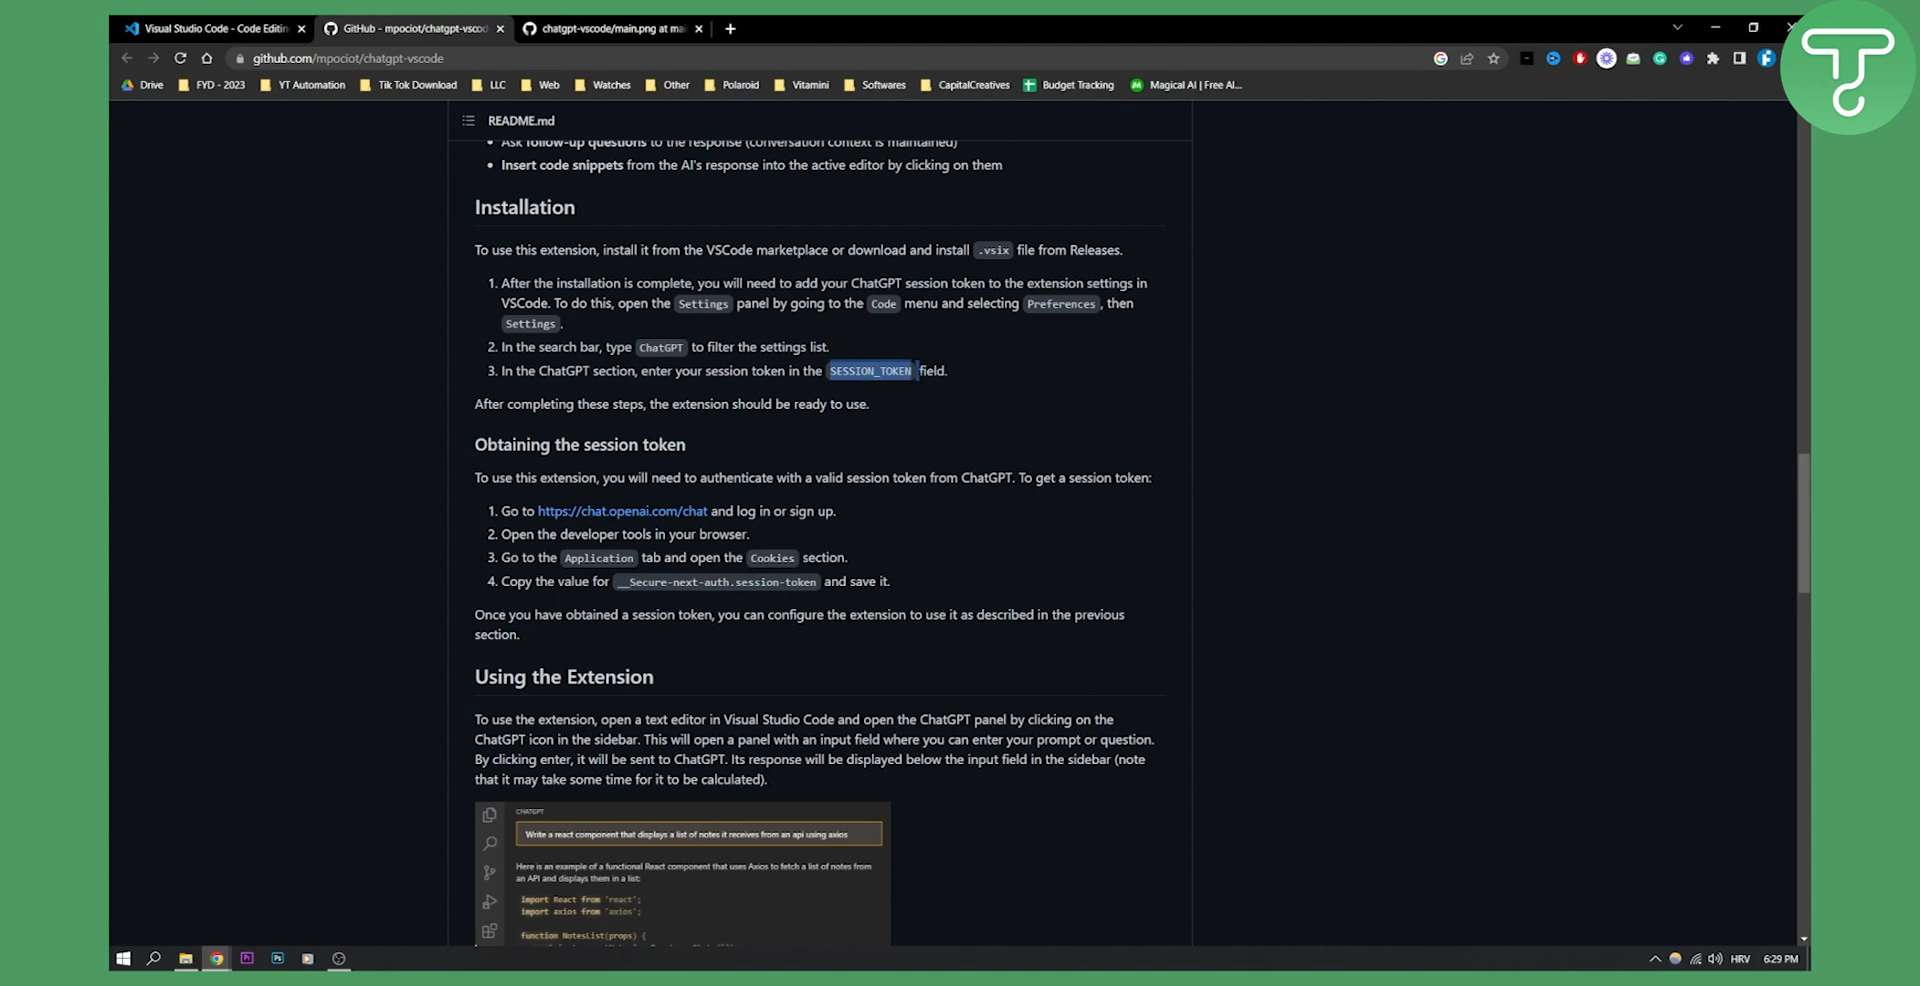 Visual Studio Code - Code Editin
GitHub - mpociot/chatgpt-vscod
chatgpt-vscode/main.png at mai
github.com/mpociot/chatgpt-vscode
Drive
FYD - 2023
YT Automation
Tik Tok Download
LLC
Web
Watches
Other
Polaroid
Vitamini
Softwares
CapitalCreatives
Budget Tracking
Magical AI | Free AI...
README.md
Ask follow-up questions to the response (conversation context is maintained)
Insert code snippets from the AI's response into the active editor by clicking on them
Installation
To use this extension, install it from the VSCode marketplace or download and install .vsix file from Releases.
1. After the installation is complete, you will need to add your ChatGPT session token to the extension settings in
VSCode. To do this, open the Settings panel by going to the Code menu and selecting Preferences, then
Settings.
2. In the search bar, type ChatGPT to filter the settings list.
3. In the ChatGPT section, enter your session token in the SESSION_TOKEN field.
After completing these steps, the extension should be ready to use.
Obtaining the session token
To use this extension, you will need to authenticate with a valid session token from ChatGPT. To get a session token:
1. Go to https://chat.openai.com/chat and log in or sign up.
2. Open the developer tools in your browser.
3. Go to the Application tab and open the Cookies section.
4. Copy the value for __Secure-next-auth.session-token and save it.
Once you have obtained a session token, you can configure the extension to use it as described in the previous
section.
Using the Extension
To use the extension, open a text editor in Visual Studio Code and open the ChatGPT panel by clicking on the
ChatGPT icon in the sidebar. This will open a panel with an input field where you can enter your prompt or question.
By clicking enter, it will be sent to ChatGPT. Its response will be displayed below the input field in the sidebar (note
that it may take some time for it to be calculated).
CHATGPT
Write a react component that displays a list of notes it receives from an api using axios
Here is an example of a functional React component that uses Axios to fetch a list of notes from
an API and displays them in a list:
import React from 'react';
import axios from 'axios';
function NotesList(props) {
HRV
6:29 PM